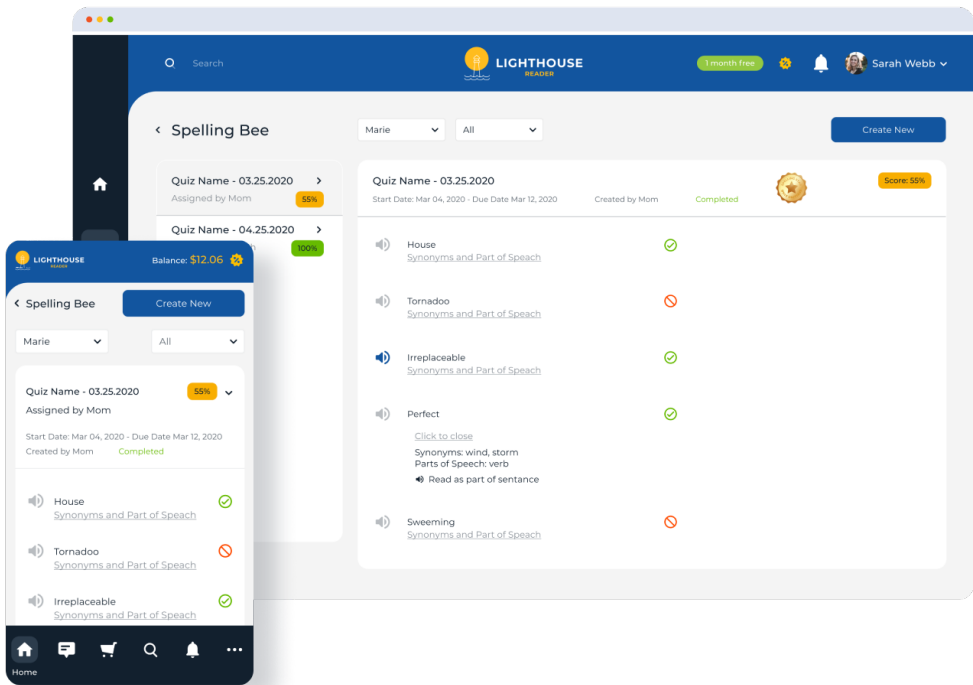 Search
LIGHTHOUSE
READER
1 month free
Sarah Webb
Spelling Bee
Marie
All
Create New
Quiz Name - 03.25.2020
Assigned by Mom
55%
Quiz Name - 04.25.2020
100%
Quiz Name - 03.25.2020
Start Date: Mar 04, 2020 - Due Date Mar 12, 2020
Created by Mom
Completed
Score: 55%
House
Synonyms and Part of Speach
Tornadoo
Synonyms and Part of Speach
Irreplaceable
Synonyms and Part of Speach
Perfect
Click to close
Synonyms: wind, storm
Parts of Speech: verb
Read as part of sentance
Sweeming
Synonyms and Part of Speach
LIGHTHOUSE
READER
Balance: $12.06
Spelling Bee
Create New
Marie
All
Quiz Name - 03.25.2020
55%
Assigned by Mom
Start Date: Mar 04, 2020 - Due Date Mar 12, 2020
Created by Mom
Completed
House
Synonyms and Part of Speach
Tornadoo
Synonyms and Part of Speach
Irreplaceable
Synonyms and Part of Speach
Home